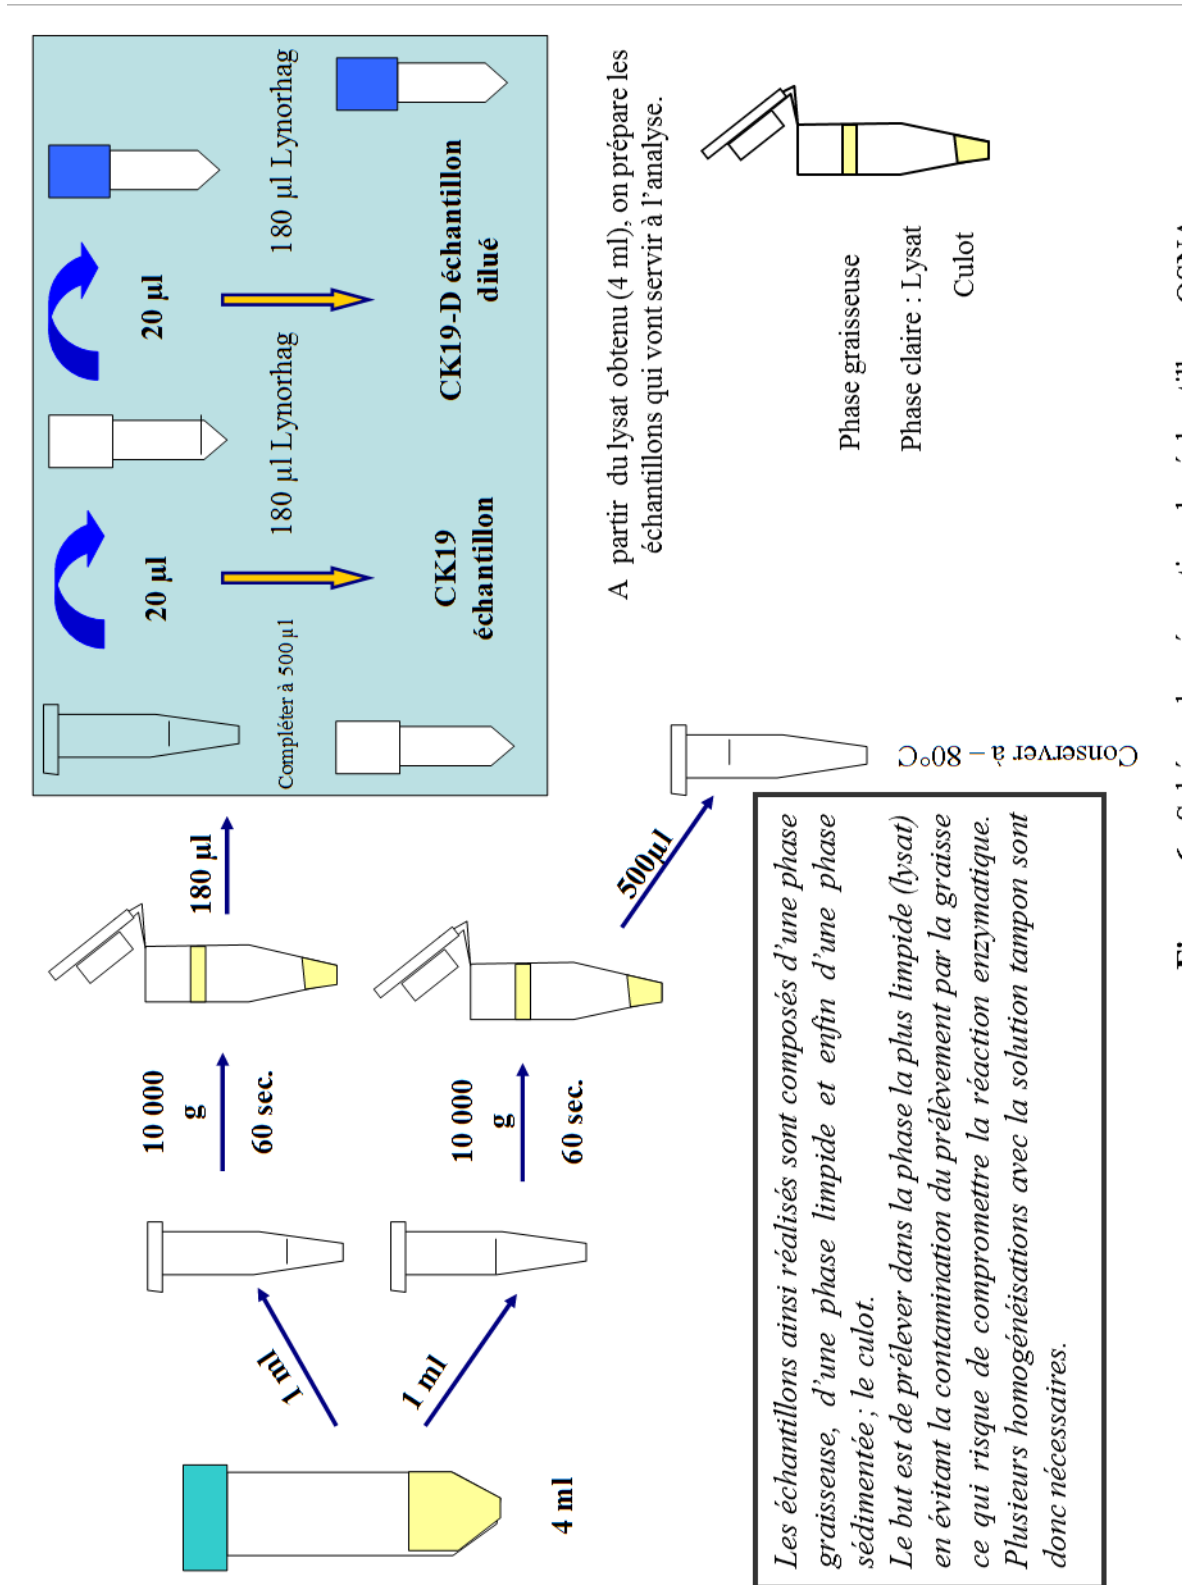 4 ml
1 ml
1 ml
10 000
g
60 sec.
10 000
g
60 sec.
180 µl
500µl
Conserver à – 80°C
20 µl
20 µl
Compléter à 500 µl
180 µl Lynorhag
180 µl Lynorhag
CK19
échantillon
CK19-D échantillon
dilué
A partir du lysat obtenu (4 ml), on prépare les
échantillons qui vont servir à l'analyse.
Phase graisseuse
Phase claire : Lysat
Culot
Les échantillons ainsi réalisés sont composés d'une phase
graisseuse, d'une phase limpide et enfin d'une phase
sédimentée ; le culot.
Le but est de prélever dans la phase la plus limpide (lysat)
en évitant la contamination du prélèvement par la graisse
ce qui risque de compromettre la réaction enzymatique.
Plusieurs homogénéisations avec la solution tampon sont
donc nécessaires.